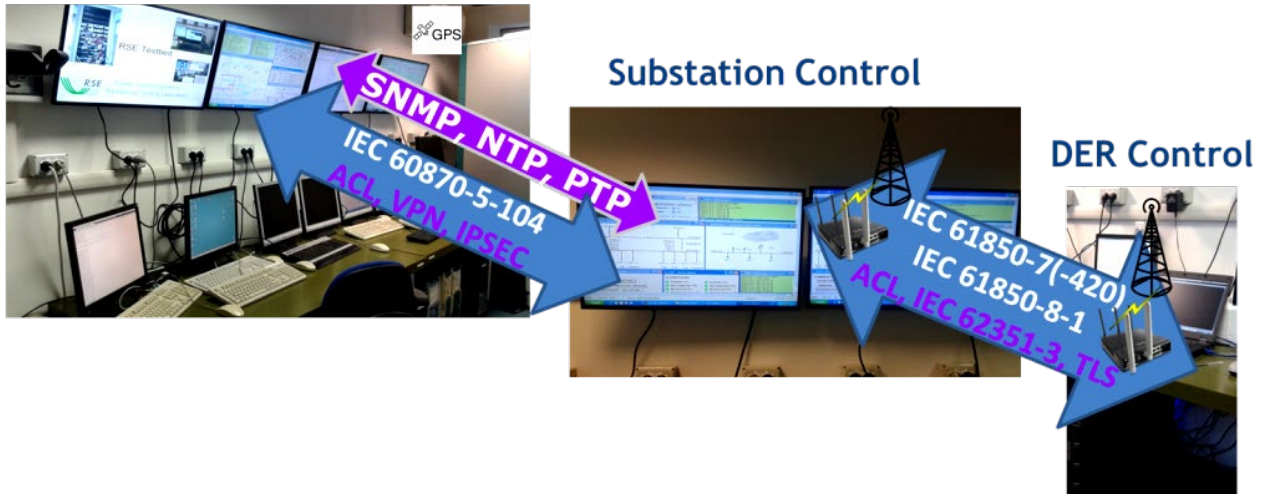 GPS
RSE Testbed
RSE
Substation Control
DER Control
SNMP, NTP, PTP
IEC 60870-5-104
ACL, VPN, IPSEC
IEC 61850-7(-420)
IEC 61850-8-1
ACL, IEC 62351-3, TLS